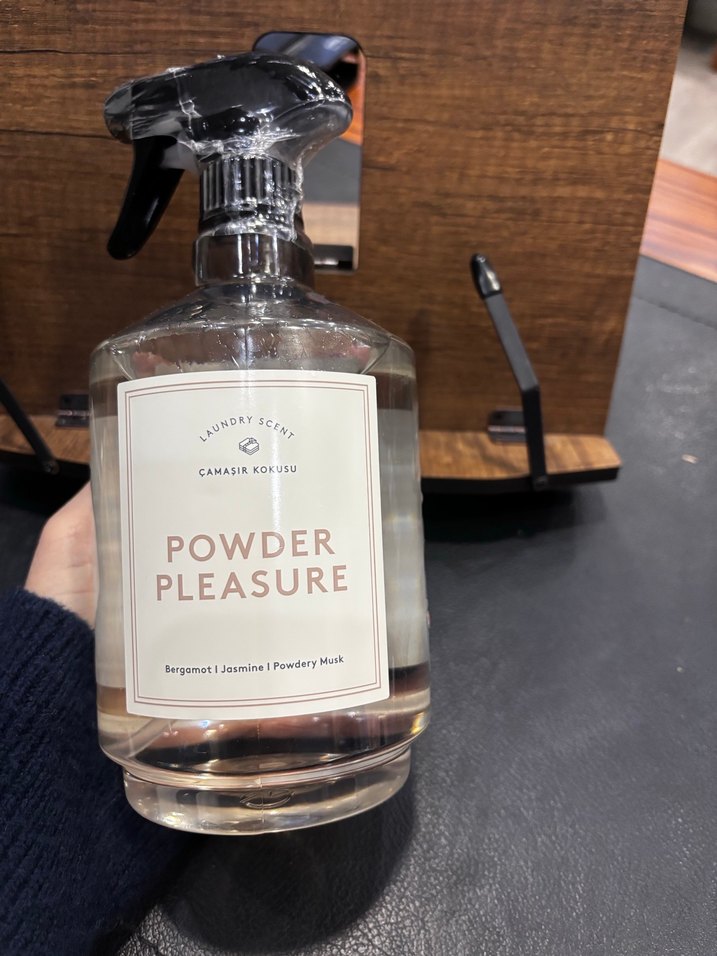 LAUNDRY SCENT
ÇAMAŞIR KOKUSU
POWDER
PLEASURE
Bergamot | Jasmine | Powdery Musk